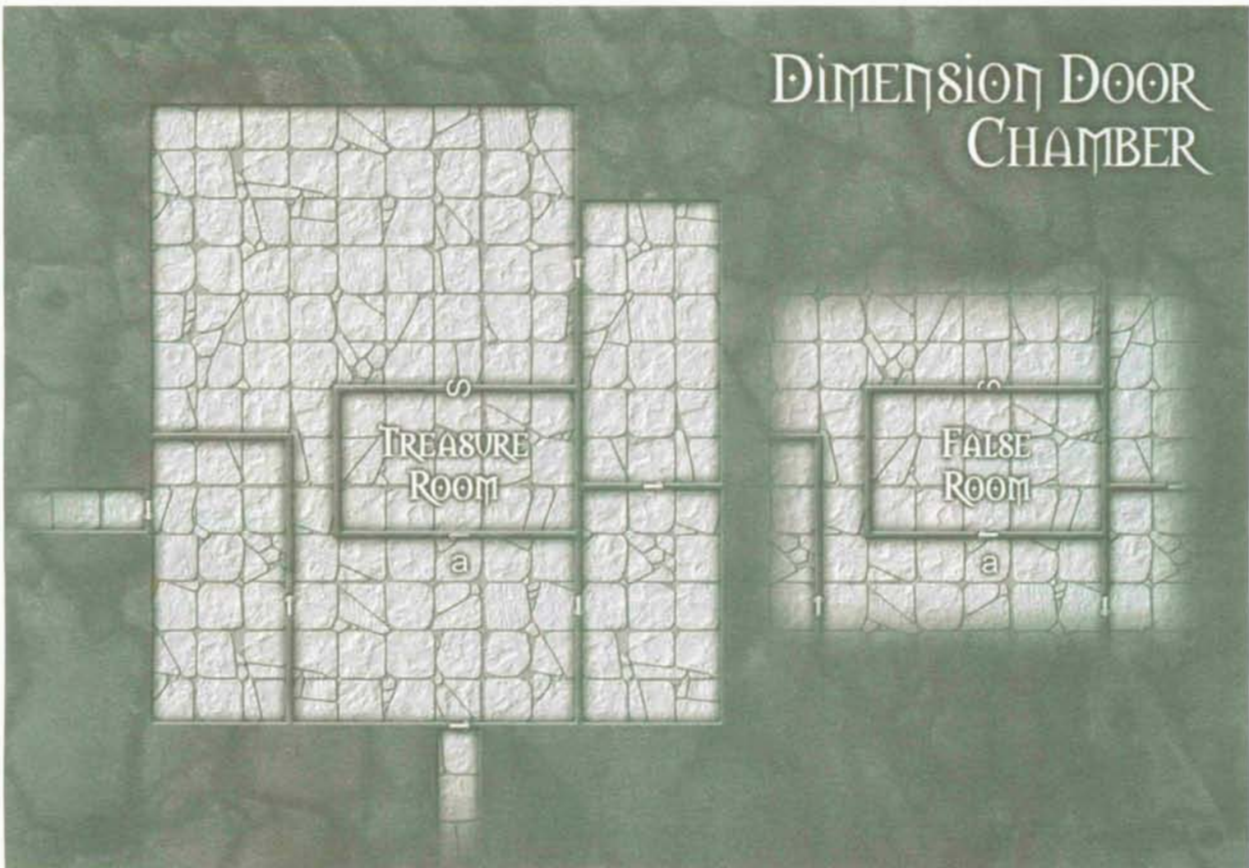 Dimension Door
Chamber
S
S
Treasure
Room
False
Room
a
a